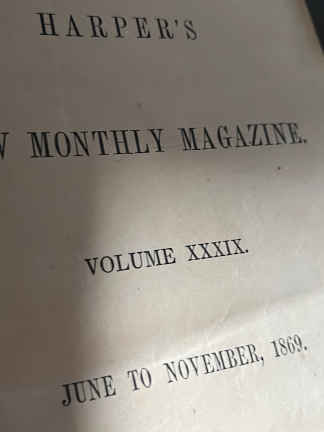 HARPER'S
MONTHLY MAGAZINE.
VOLUME XXXIX.
JUNE TO NOVEMBER, 1869.